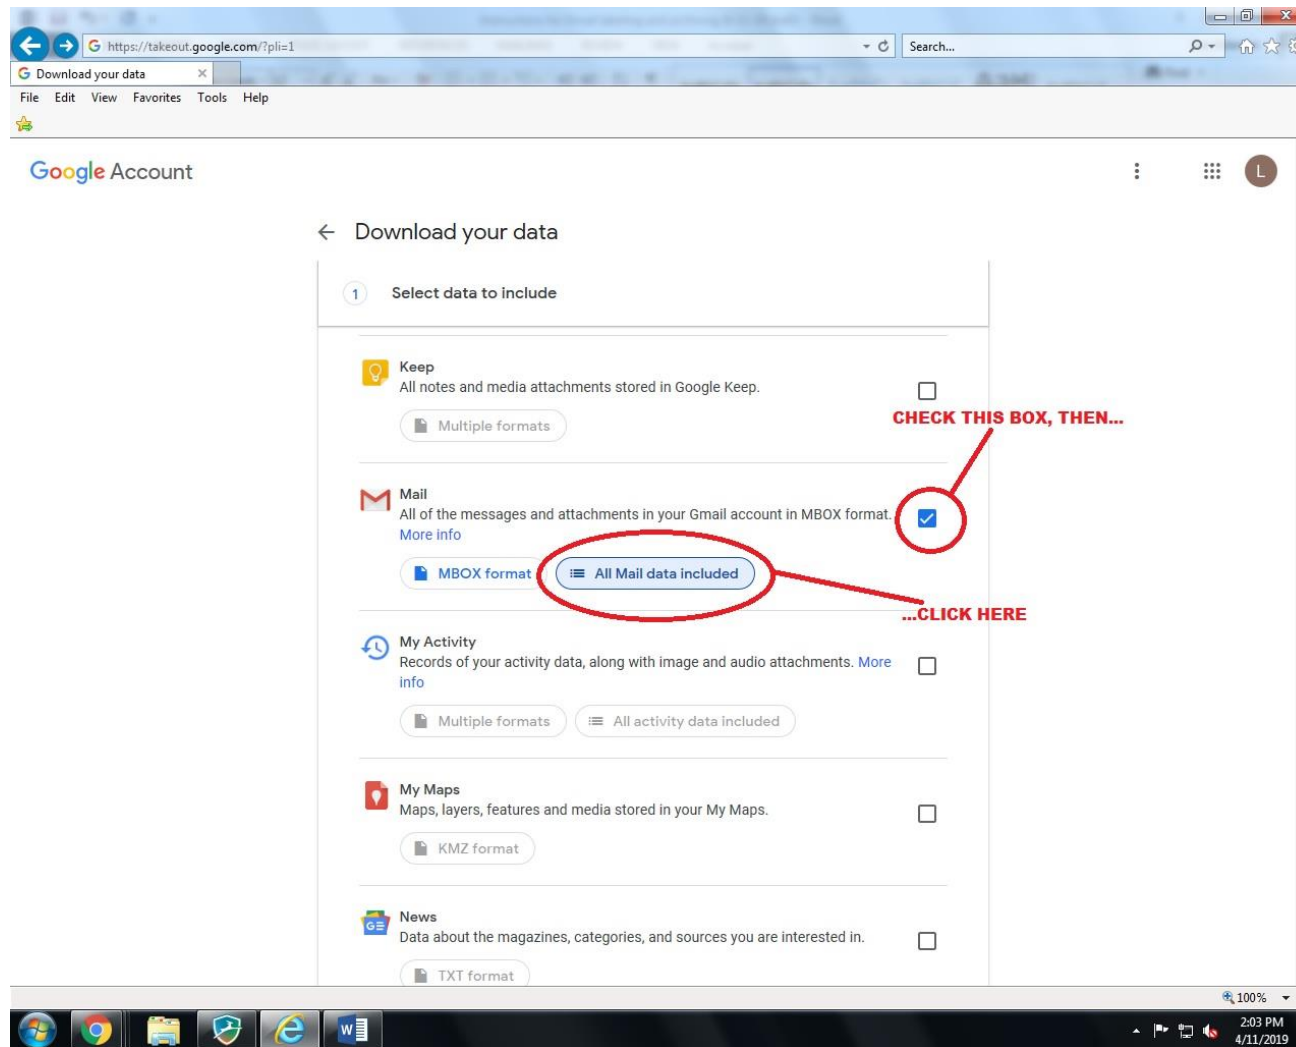 https://takeout.google.com/?pli=1
Search...
Download your data
File Edit View Favorites Tools Help
Google Account
L
Download your data
1 Select data to include
Keep
All notes and media attachments stored in Google Keep.
Multiple formats
CHECK THIS BOX, THEN...
Mail
All of the messages and attachments in your Gmail account in MBOX format.
More info
MBOX format
All Mail data included
...CLICK HERE
My Activity
Records of your activity data, along with image and audio attachments. More
info
Multiple formats
All activity data included
My Maps
Maps, layers, features and media stored in your My Maps.
KMZ format
News
Data about the magazines, categories, and sources you are interested in.
TXT format
100%
2:03 PM
4/11/2019